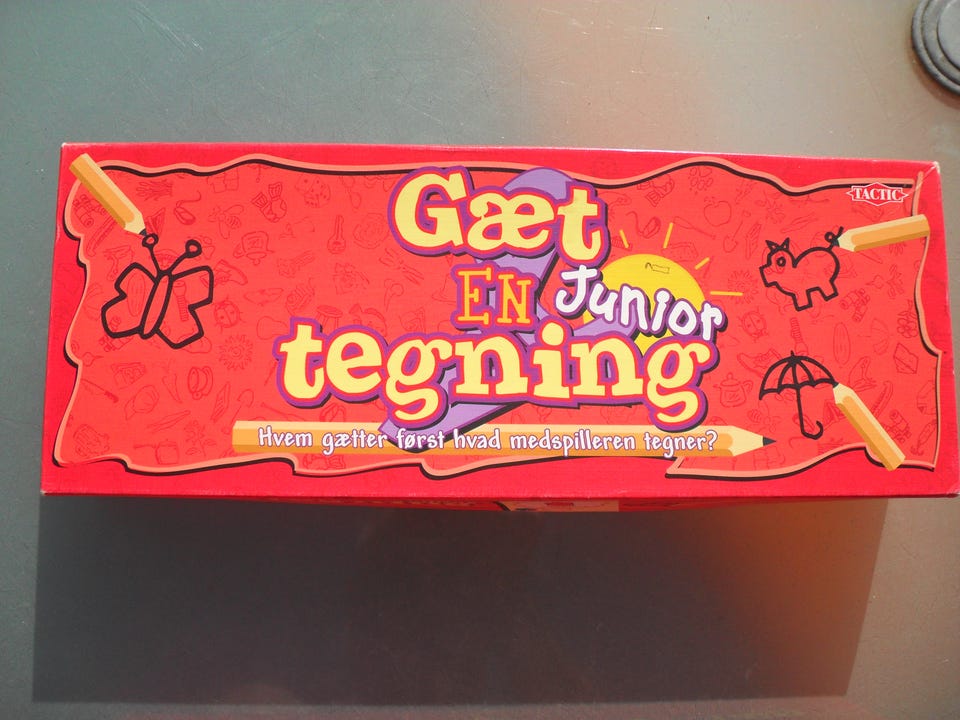 TACTIC
Gæt
EN Junior
tegning
Hvem gætter først hvad medspilleren tegner?